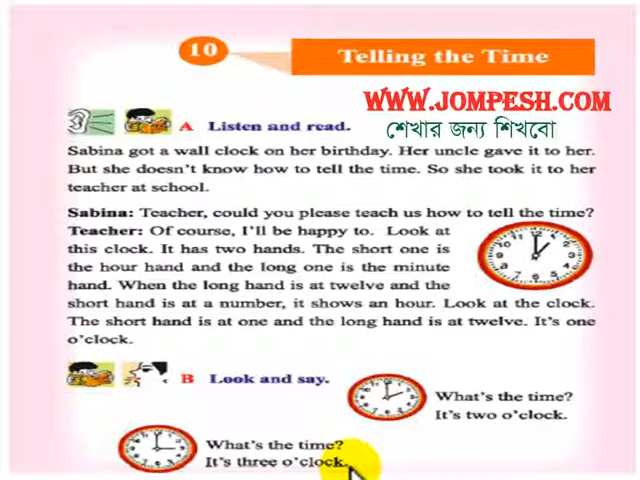 10
Telling the Time
WWW.JOMPESH.COM
A Listen and read.
শেখার জন্য শিখবো
Sabina got a wall clock on her birthday. Her uncle gave it to her.
But she doesn't know how to tell the time. So she took it to her
teacher at school.
Sabina: Teacher, could you please teach us how to tell the time?
Teacher: Of course, I'll be happy to. Look at
this clock. It has two hands. The short one is
the hour hand and the long one is the minute
hand. When the long hand is at twelve and the
short hand is at a number, it shows an hour. Look at the clock.
The short hand is at one and the long hand is at twelve. It's one
o'clock.
B Look and say.
What's the time?
It's two o'clock.
What's the time?
It's three o'clock.